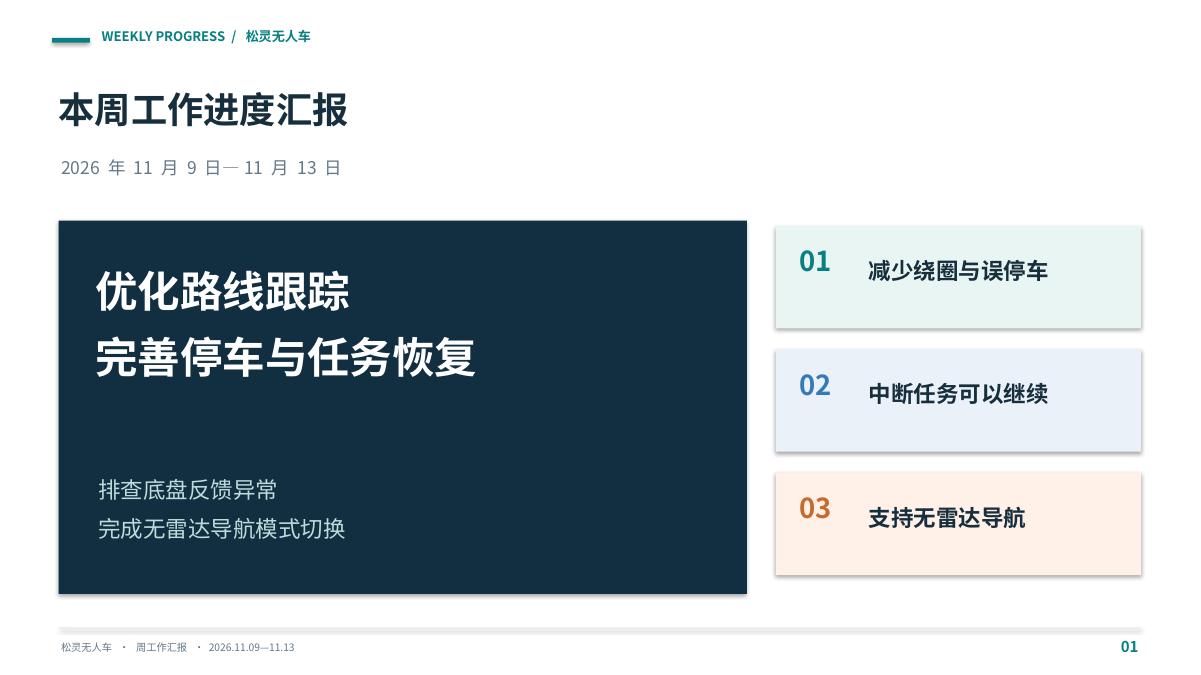 WEEKLY PROGRESS / 松灵无人车
本周工作进度汇报
2026 年 11 月 9 日—11 月 13 日
优化路线跟踪
完善停车与任务恢复
排查底盘反馈异常
完成无雷达导航模式切换
01 减少绕圈与误停车
02 中断任务可以继续
03 支持无雷达导航
松灵无人车 · 周工作汇报 · 2026.11.09—11.13
01